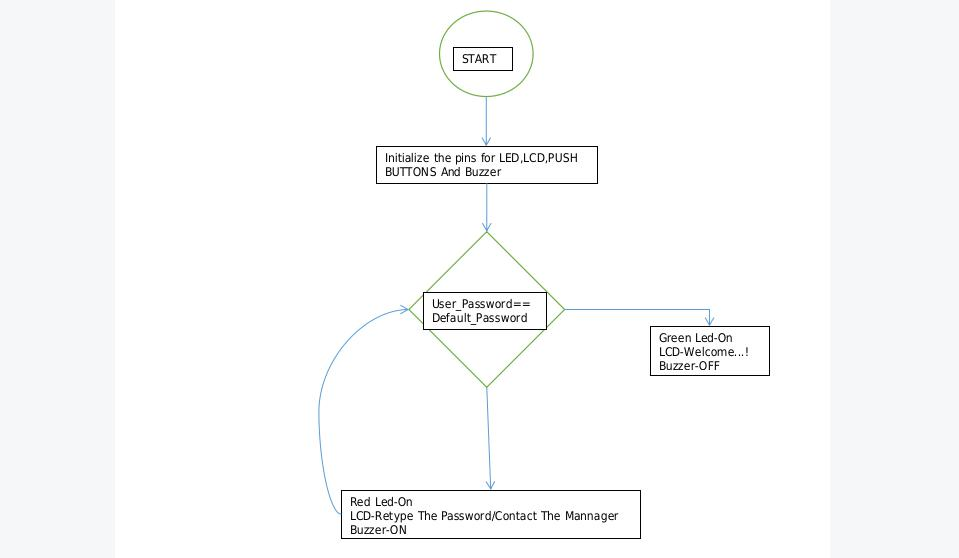 START
Initialize the pins for LED,LCD,PUSH
BUTTONS And Buzzer
User_Password==
Default_Password
Green Led-On
LCD-Welcome...!
Buzzer-OFF
Red Led-On
LCD-Retype The Password/Contact The Mannager
Buzzer-ON